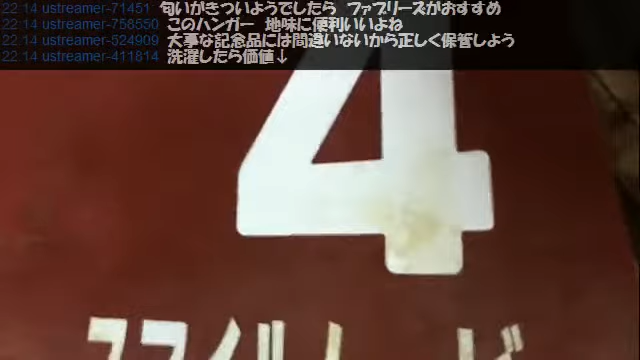 22:14 ustreamer-71451 匂いがきついようでしたら ファブリーズがおすすめ
22:14 ustreamer-758550 このハンガー 地味に便利いいよね
22:14 ustreamer-524909 大事な記念品には間違いないから正しく保管しよう
22:14 ustreamer-411814 洗濯したら価値↓
4